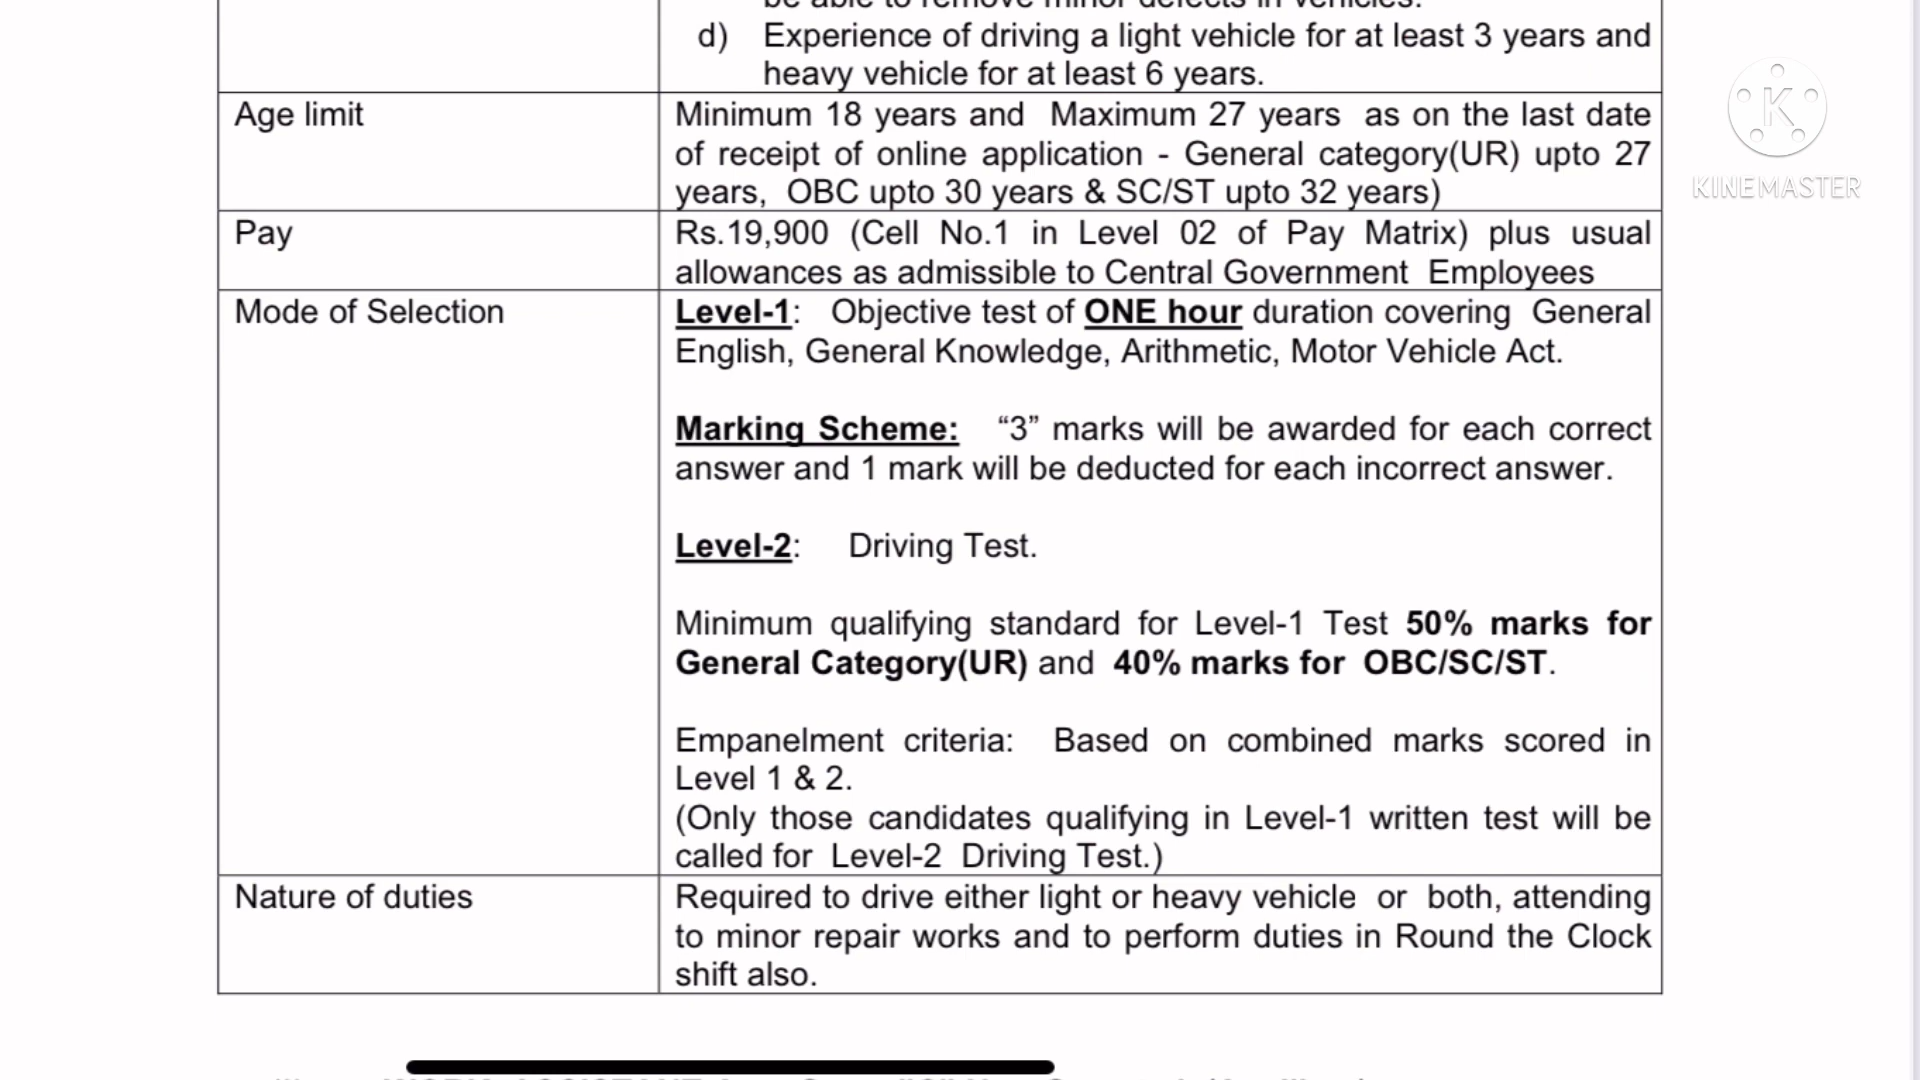 be able to remove minor defects in vehicles.
d) Experience of driving a light vehicle for at least 3 years and
heavy vehicle for at least 6 years.
Age limit
Minimum 18 years and Maximum 27 years as on the last date
of receipt of online application - General category(UR) upto 27
years, OBC upto 30 years & SC/ST upto 32 years)
Pay
Rs.19,900 (Cell No.1 in Level 02 of Pay Matrix) plus usual
allowances as admissible to Central Government Employees
Mode of Selection
Level-1: Objective test of ONE hour duration covering General
English, General Knowledge, Arithmetic, Motor Vehicle Act.
Marking Scheme: “3” marks will be awarded for each correct
answer and 1 mark will be deducted for each incorrect answer.
Level-2: Driving Test.
Minimum qualifying standard for Level-1 Test 50% marks for
General Category(UR) and 40% marks for OBC/SC/ST.
Empanelment criteria: Based on combined marks scored in
Level 1 & 2.
(Only those candidates qualifying in Level-1 written test will be
called for Level-2 Driving Test.)
Nature of duties
Required to drive either light or heavy vehicle or both, attending
to minor repair works and to perform duties in Round the Clock
shift also.
K
KINEMASTER